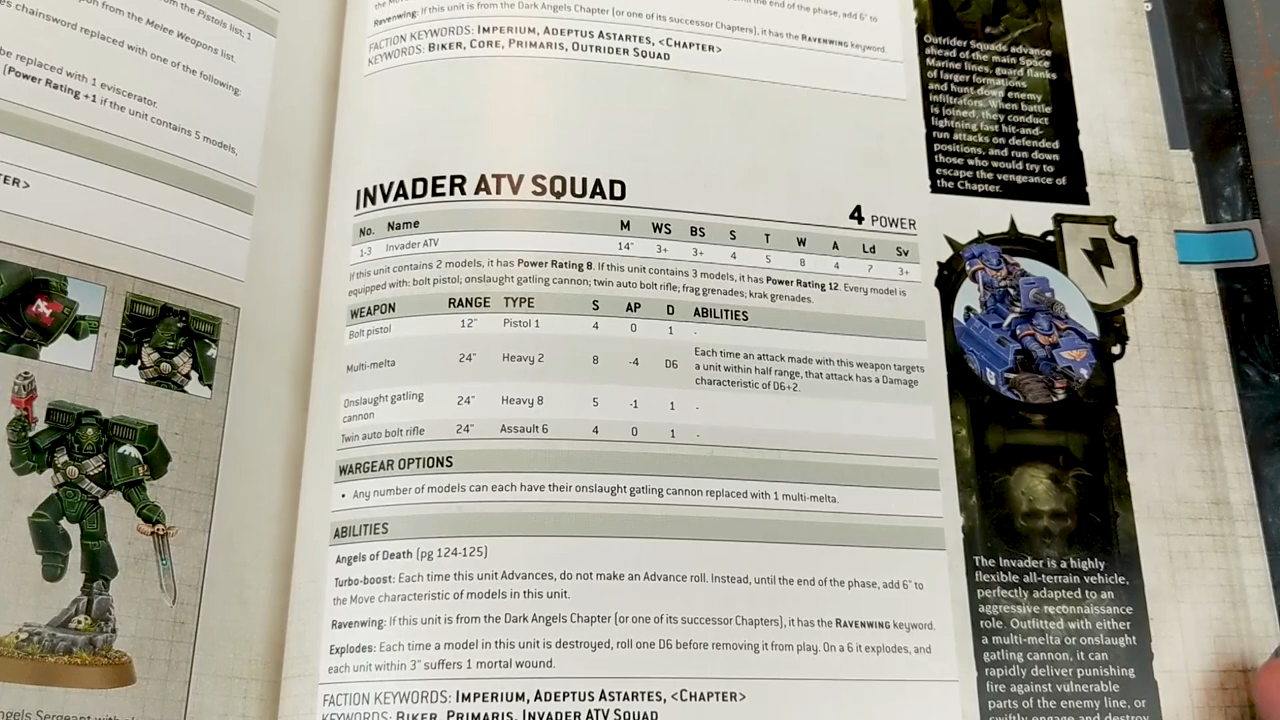 the Pistols list; 1
from the Melee Weapons list.
chainsword replaced with one of the following:
be replaced with 1 eviscerator.
(Power Rating +1 if the unit contains 5 models,
TER>
the end of the phase, add 6" to
Ravenwing: If this unit is from the Dark Angels Chapter (or one of its successor Chapters), it has the RAVENWING keyword.
FACTION KEYWORDS: IMPERIUM, ADEPTUS ASTARTES, <CHAPTER>
KEYWORDS: BIKER, CORE, PRIMARIS, OUTRIDER SQUAD
Outrider Squads advance
ahead of the main Space
Marine lines, guard flanks
of larger formations
and hunt down enemy
infiltrators. When battle
is joined, they conduct
lightning fast hit-and-
run attacks on defended
positions, and run down
those who would try to
escape the vengeance of
the Chapter.
INVADER ATV SQUAD
4 POWER
No. Name M WS BS S T W A Ld Sv
1-3 Invader ATV 14" 3+ 3+ 4 5 8 4 7 3+
If this unit contains 2 models, it has Power Rating 8. If this unit contains 3 models, it has Power Rating 12. Every model is
equipped with: bolt pistol; onslaught gatling cannon; twin auto bolt rifle; frag grenades; krak grenades.
WEAPON RANGE TYPE S AP D ABILITIES
Bolt pistol 12" Pistol 1 4 0 1 -
Multi-melta 24" Heavy 2 8 -4 D6 Each time an attack made with this weapon targets
a unit within half range, that attack has a Damage
characteristic of D6+2.
Onslaught gatling
cannon 24" Heavy 8 5 -1 1 -
Twin auto bolt rifle 24" Assault 6 4 0 1 -
WARGEAR OPTIONS
• Any number of models can each have their onslaught gatling cannon replaced with 1 multi-melta.
ABILITIES
Angels of Death (pg 124-125)
Turbo-boost: Each time this unit Advances, do not make an Advance roll. Instead, until the end of the phase, add 6" to
the Move characteristic of models in this unit.
Ravenwing: If this unit is from the Dark Angels Chapter (or one of its successor Chapters), it has the RAVENWING keyword.
Explodes: Each time a model in this unit is destroyed, roll one D6 before removing it from play. On a 6 it explodes, and
each unit within 3" suffers 1 mortal wound.
FACTION KEYWORDS: IMPERIUM, ADEPTUS ASTARTES, <CHAPTER>
KEYWORDS: BIKER, PRIMARIS, INVADER ATV SQUAD
The Invader is a highly
flexible all-terrain vehicle,
perfectly adapted to an
aggressive reconnaissance
role. Outfitted with either
a multi-melta or onslaught
gatling cannon, it can
rapidly deliver punishing
fire against vulnerable
parts of the enemy line, or
swiftly engage and destroy